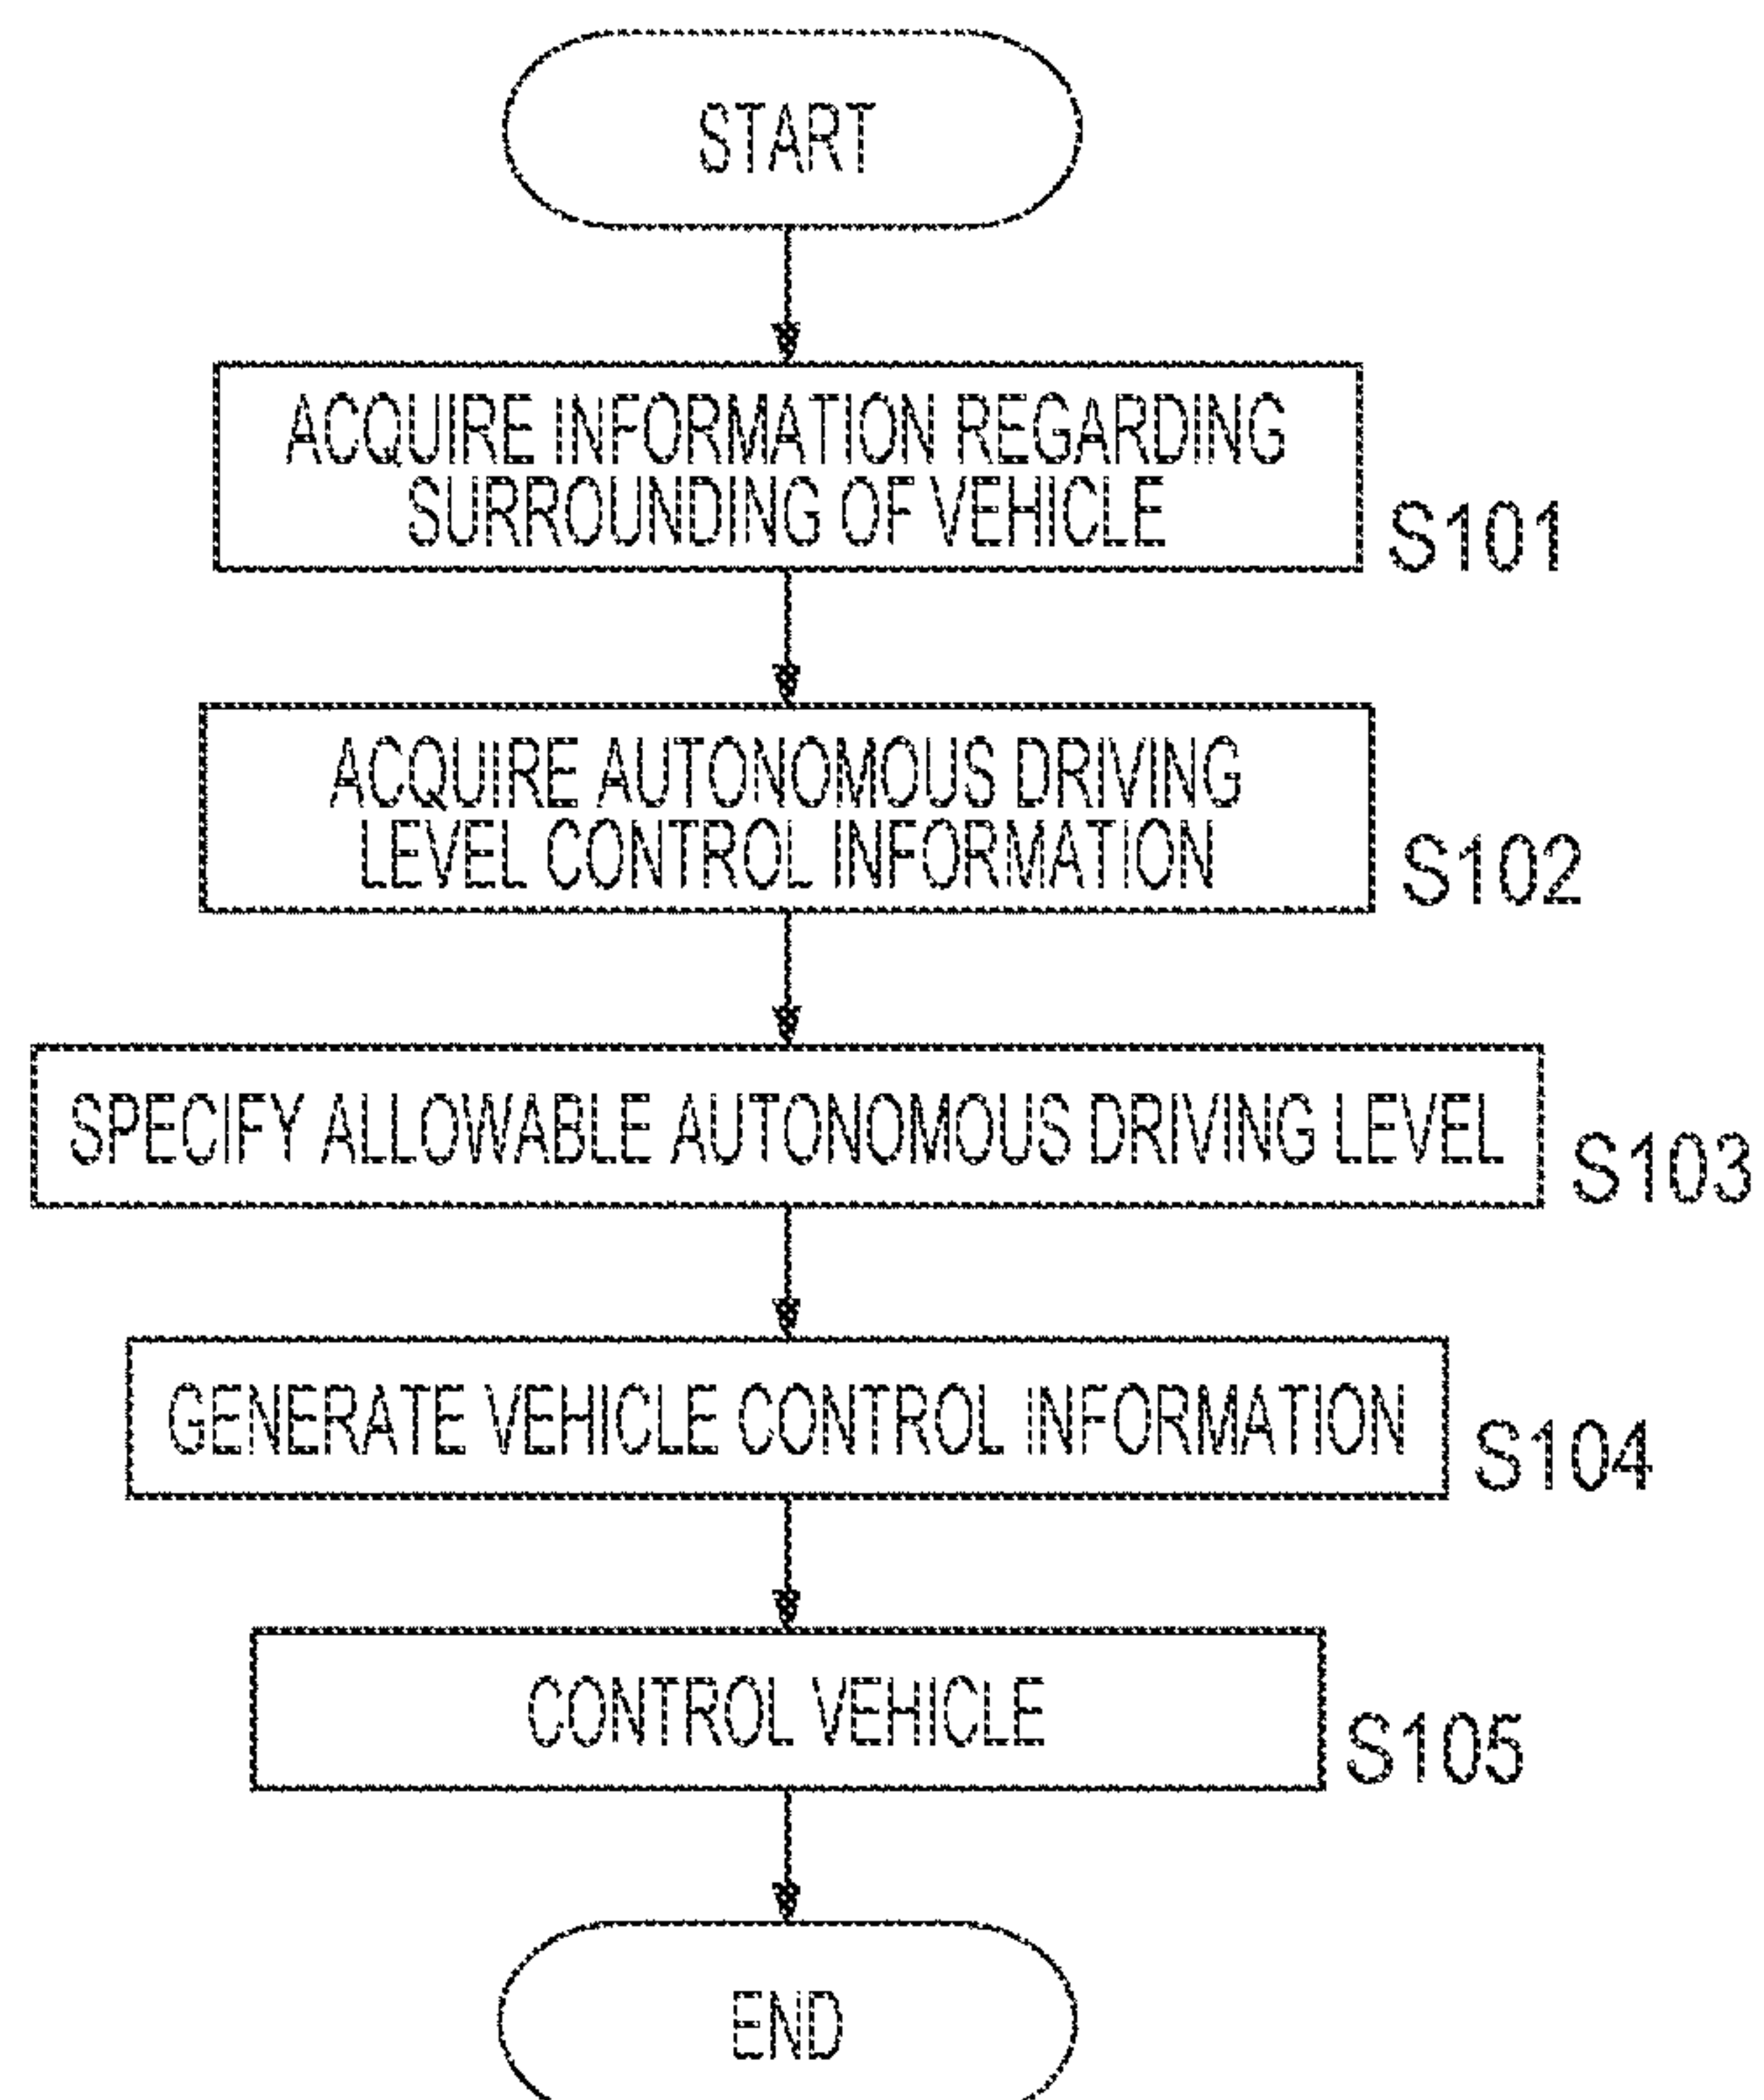 START
ACQUIRE INFORMATION REGARDING
SURROUNDING OF VEHICLE
S101
ACQUIRE AUTONOMOUS DRIVING
LEVEL CONTROL INFORMATION
S102
SPECIFY ALLOWABLE AUTONOMOUS DRIVING LEVEL
S103
GENERATE VEHICLE CONTROL INFORMATION
S104
CONTROL VEHICLE
S105
END